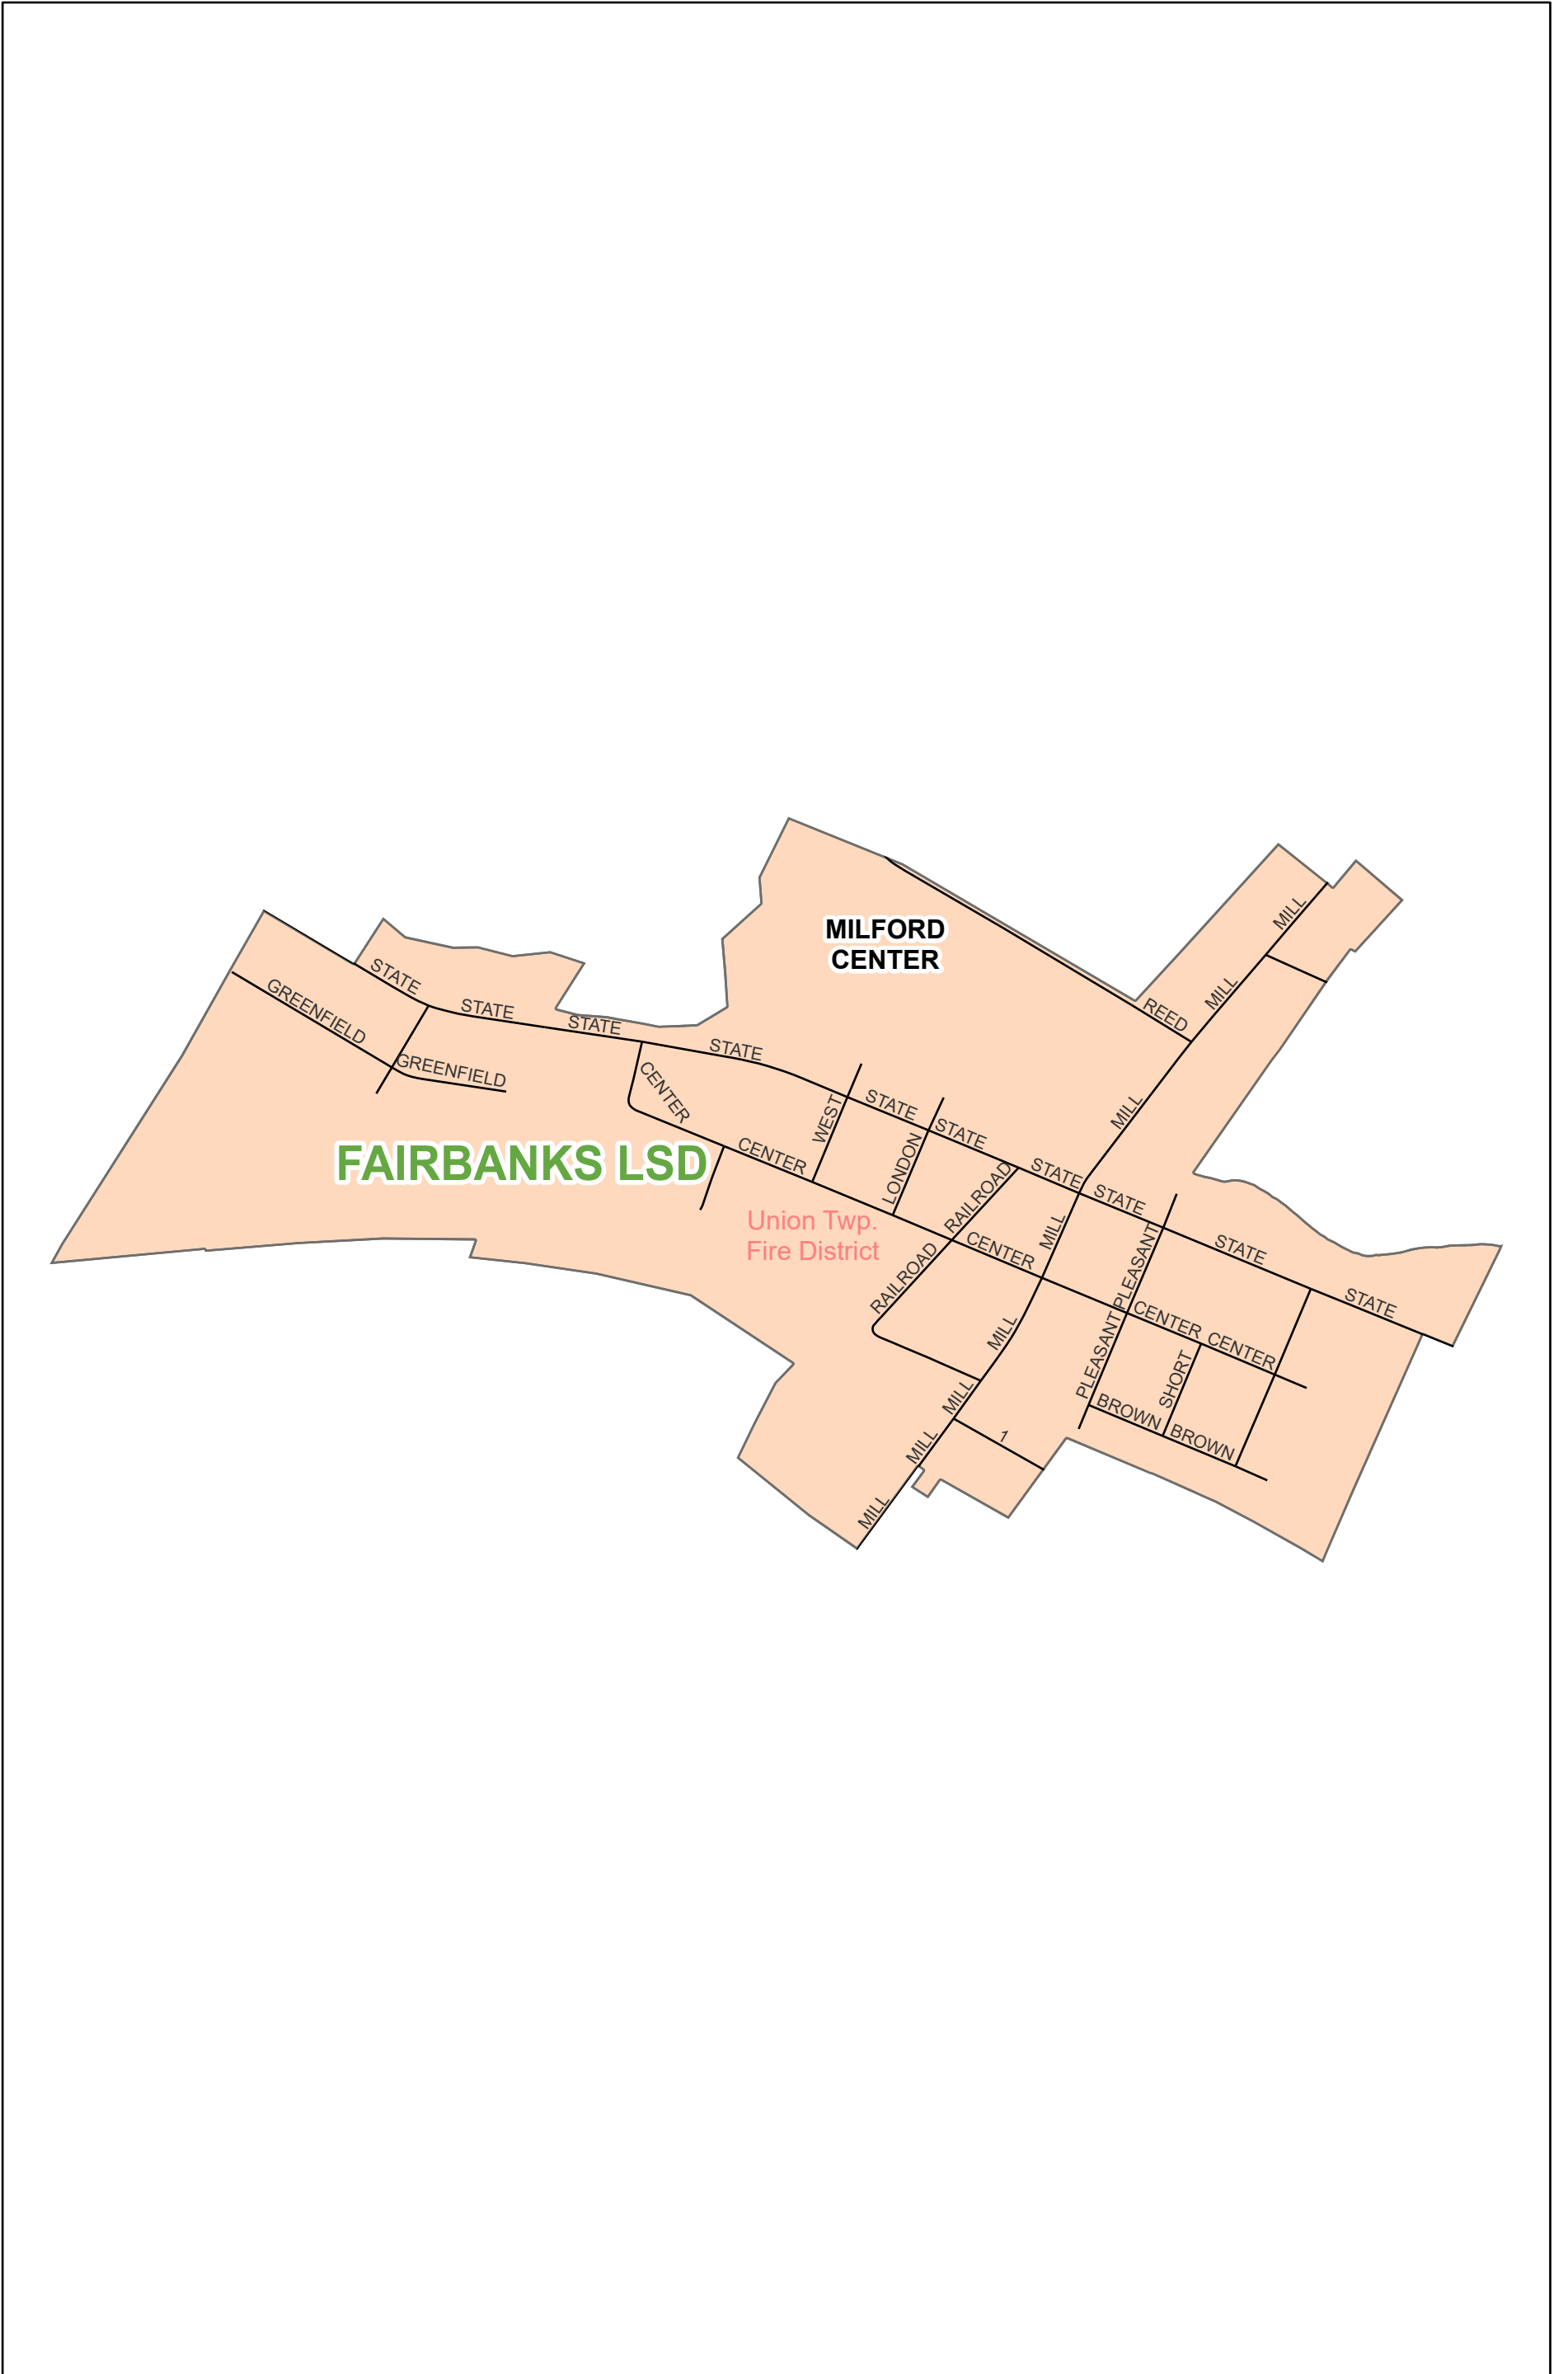 MILFORD
CENTER
MILL
MILL
REED
STATE
GREENFIELD
STATE
STATE
STATE
GREENFIELD
CENTER
MILL
WEST
STATE
CENTER
LONDON
STATE
FAIRBANKS LSD
RAILROAD
STATE
STATE
Union Twp.
Fire District
MILL
CENTER
PLEASANT
STATE
RAILROAD
STATE
MILL
PLEASANT
CENTER
CENTER
SHORT
MILL
BROWN
BROWN
MILL
1
MILL